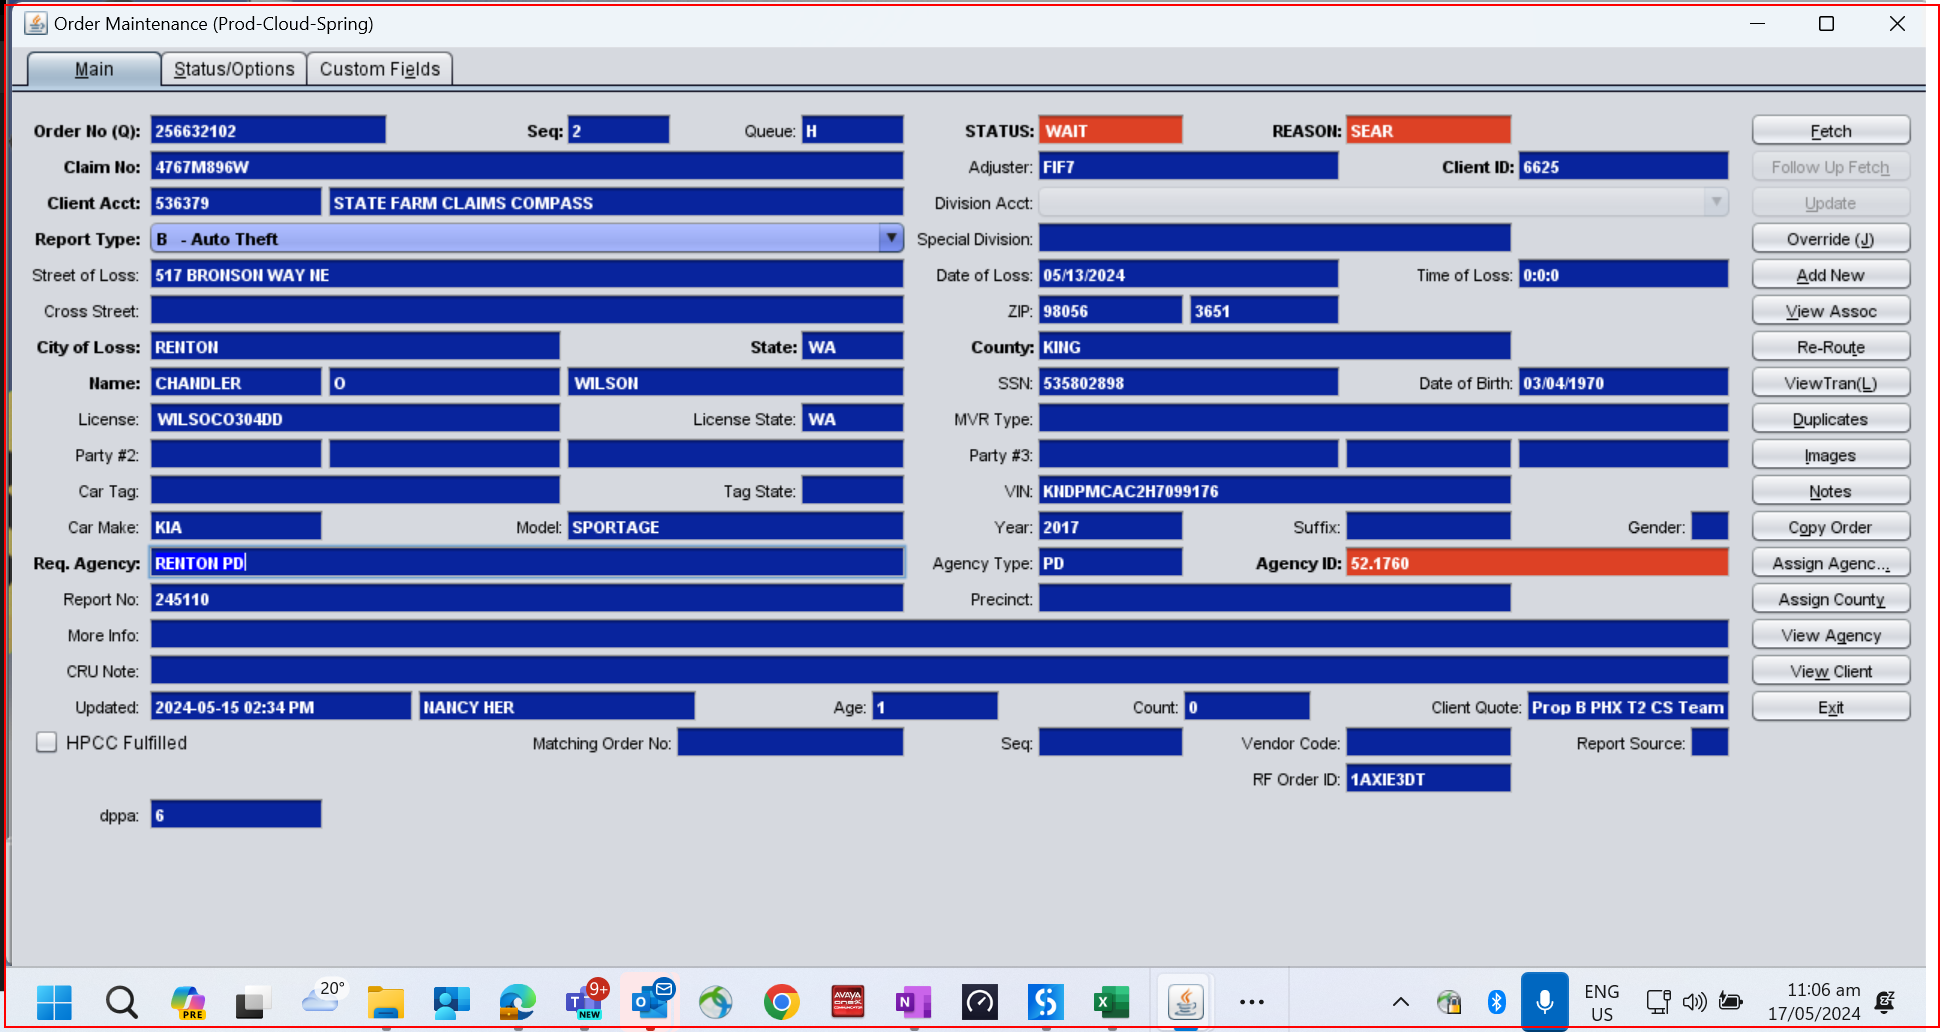 Order Maintenance (Prod-Cloud-Spring)
Main Status/Options Custom Fields
Order No (Q): 256632102 Seq: 2 Queue: H STATUS: WAIT REASON: SEAR Fetch
Claim No: 4767M896W Adjuster: FIF7 Client ID: 6625 Follow Up Fetch
Client Acct: 536379 STATE FARM CLAIMS COMPASS Division Acct: Update
Report Type: B - Auto Theft Special Division: Override (J)
Street of Loss: 517 BRONSON WAY NE Date of Loss: 05/13/2024 Time of Loss: 0:0:0 Add New
Cross Street: ZIP: 98056 3651 View Assoc
City of Loss: RENTON State: WA County: KING Re-Route
Name: CHANDLER O WILSON SSN: 535802898 Date of Birth: 03/04/1970 ViewTran(L)
License: WILSOCO304DD License State: WA MVR Type: Duplicates
Party #2: Party #3: Images
Car Tag: Tag State: VIN: KNDPMCAC2H7099176 Notes
Car Make: KIA Model: SPORTAGE Year: 2017 Suffix: Gender: Copy Order
Req. Agency: RENTON PD Agency Type: PD Agency ID: 52.1760 Assign Agenc...
Report No: 245110 Precinct: Assign County
More Info: View Agency
CRU Note: View Client
Updated: 2024-05-15 02:34 PM NANCY HER Age: 1 Count: 0 Client Quote: Prop B PHX T2 CS Team Exit
HPCC Fulfilled Matching Order No: Seq: Vendor Code: Report Source:
RF Order ID: 1AXIE3DT
dppa: 6
20° 9+ ENG 11:06 am
PRE NEW AVAYA US 17/05/2024